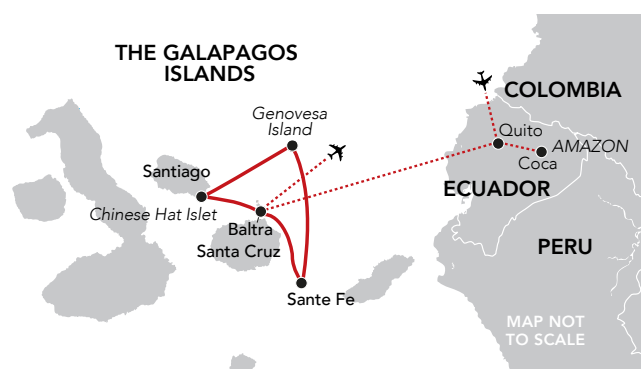 THE GALAPAGOS
ISLANDS
Genovesa
Island
Santiago
Chinese Hat Islet
Baltra
Santa Cruz
Sante Fe
COLOMBIA
Quito
AMAZON
Coca
ECUADOR
PERU
MAP NOT
TO SCALE